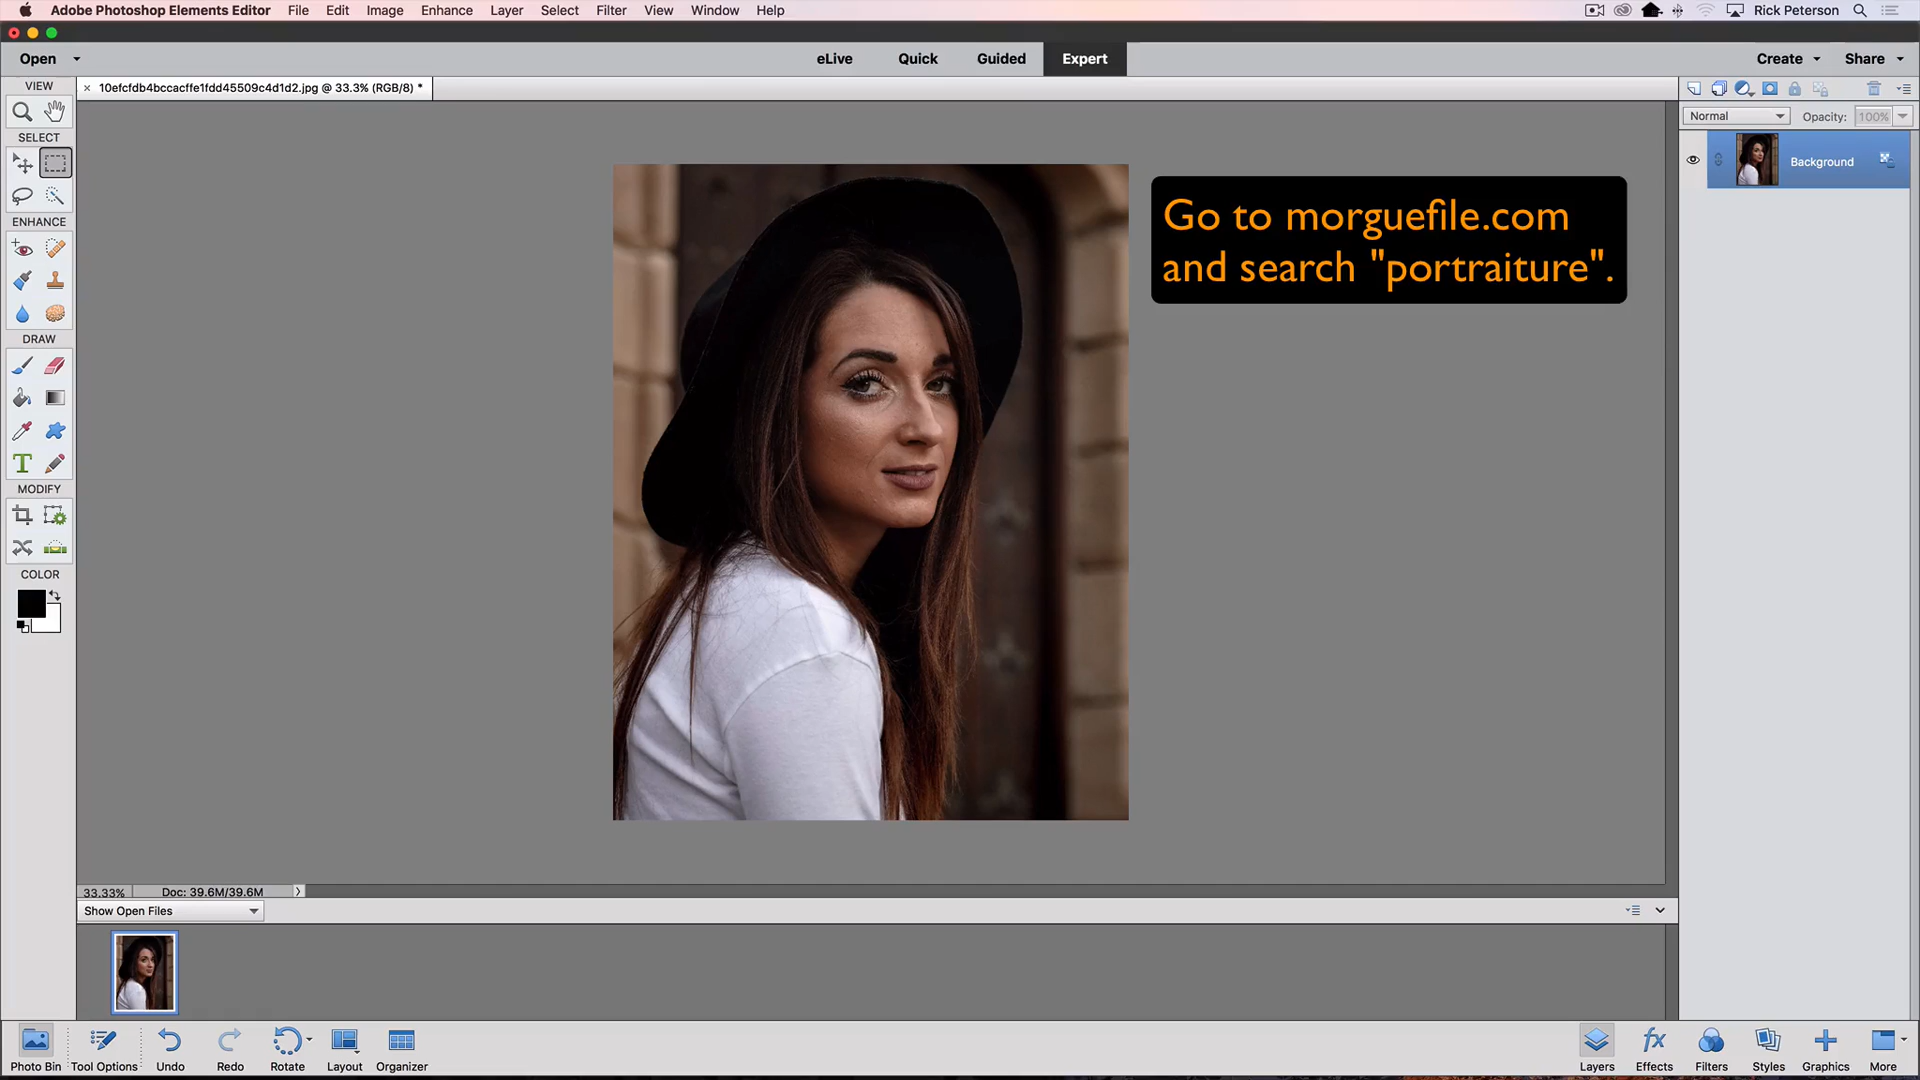 Adobe Photoshop Elements Editor File Edit Image Enhance Layer Select Filter View Window Help Rick Peterson
Open eLive Quick Guided Expert Create Share
VIEW
× 10efcfdb4bccacffe1fdd45509c4d1d2.jpg @ 33.3% (RGB/8) *
Normal Opacity: 100%
SELECT
Background
Go to morguefile.com
and search "portraiture".
ENHANCE
DRAW
T
MODIFY
COLOR
33.33% Doc: 39.6M/39.6M
Show Open Files
Photo Bin Tool Options Undo Redo Rotate Layout Organizer
fx
Layers Effects Filters Styles Graphics More